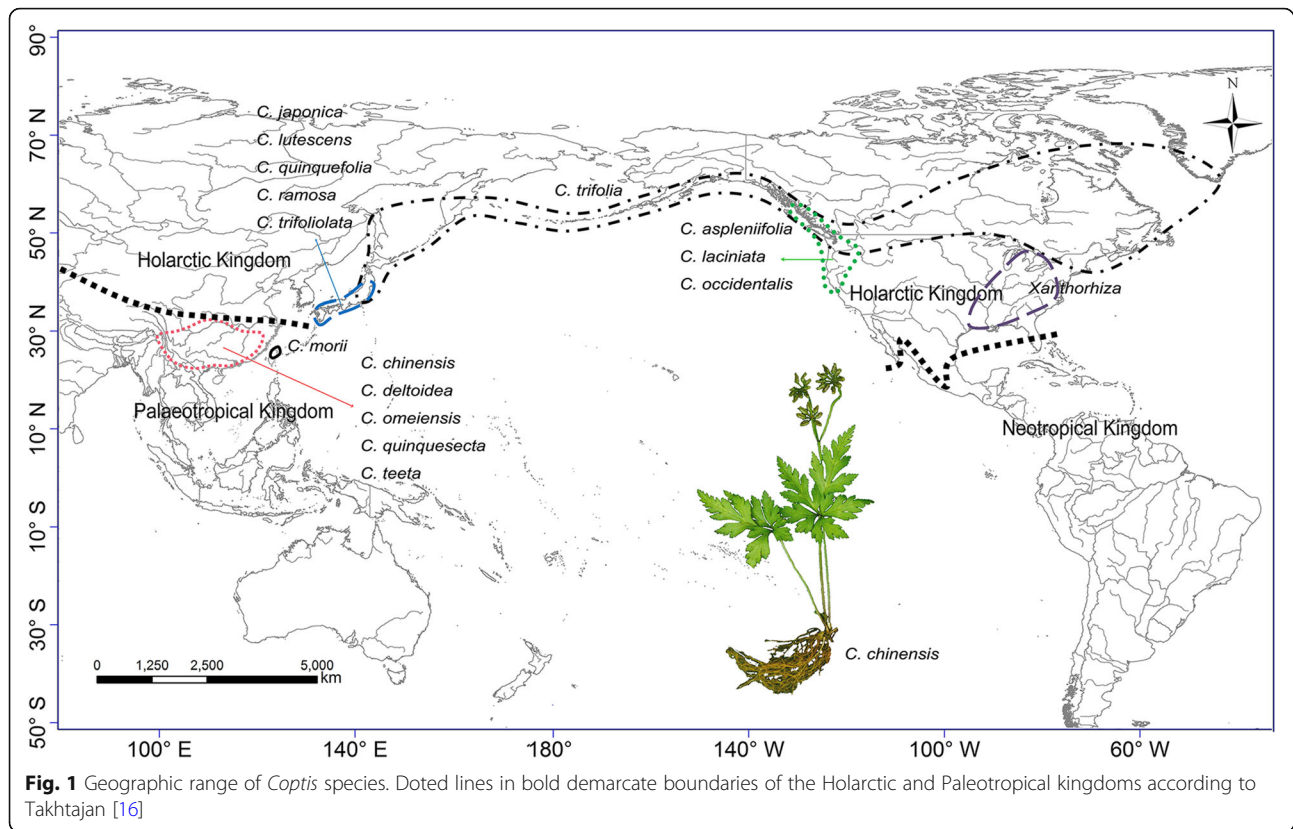 90°
70° N
50° N
30° N
10° N
10° S
30° S
50° S
C. japonica
C. lutescens
C. quinquefolia
C. ramosa
C. trifoliolata
Holarctic Kingdom
C. trifolia
N
C. aspleniifolia
C. laciniata
C. occidentalis
Holarctic Kingdom
Xanthorhiza
C. morii
C. chinensis
C. deltoidea
C. omeiensis
C. quinquesecta
C. teeta
Palaeotropical Kingdom
Neotropical Kingdom
C. chinensis
0 1,250 2,500 5,000
km
100° E 140° E 180° 140° W 100° W 60° W
Fig. 1 Geographic range of Coptis species. Doted lines in bold demarcate boundaries of the Holarctic and Paleotropical kingdoms according to
Takhtajan [16]